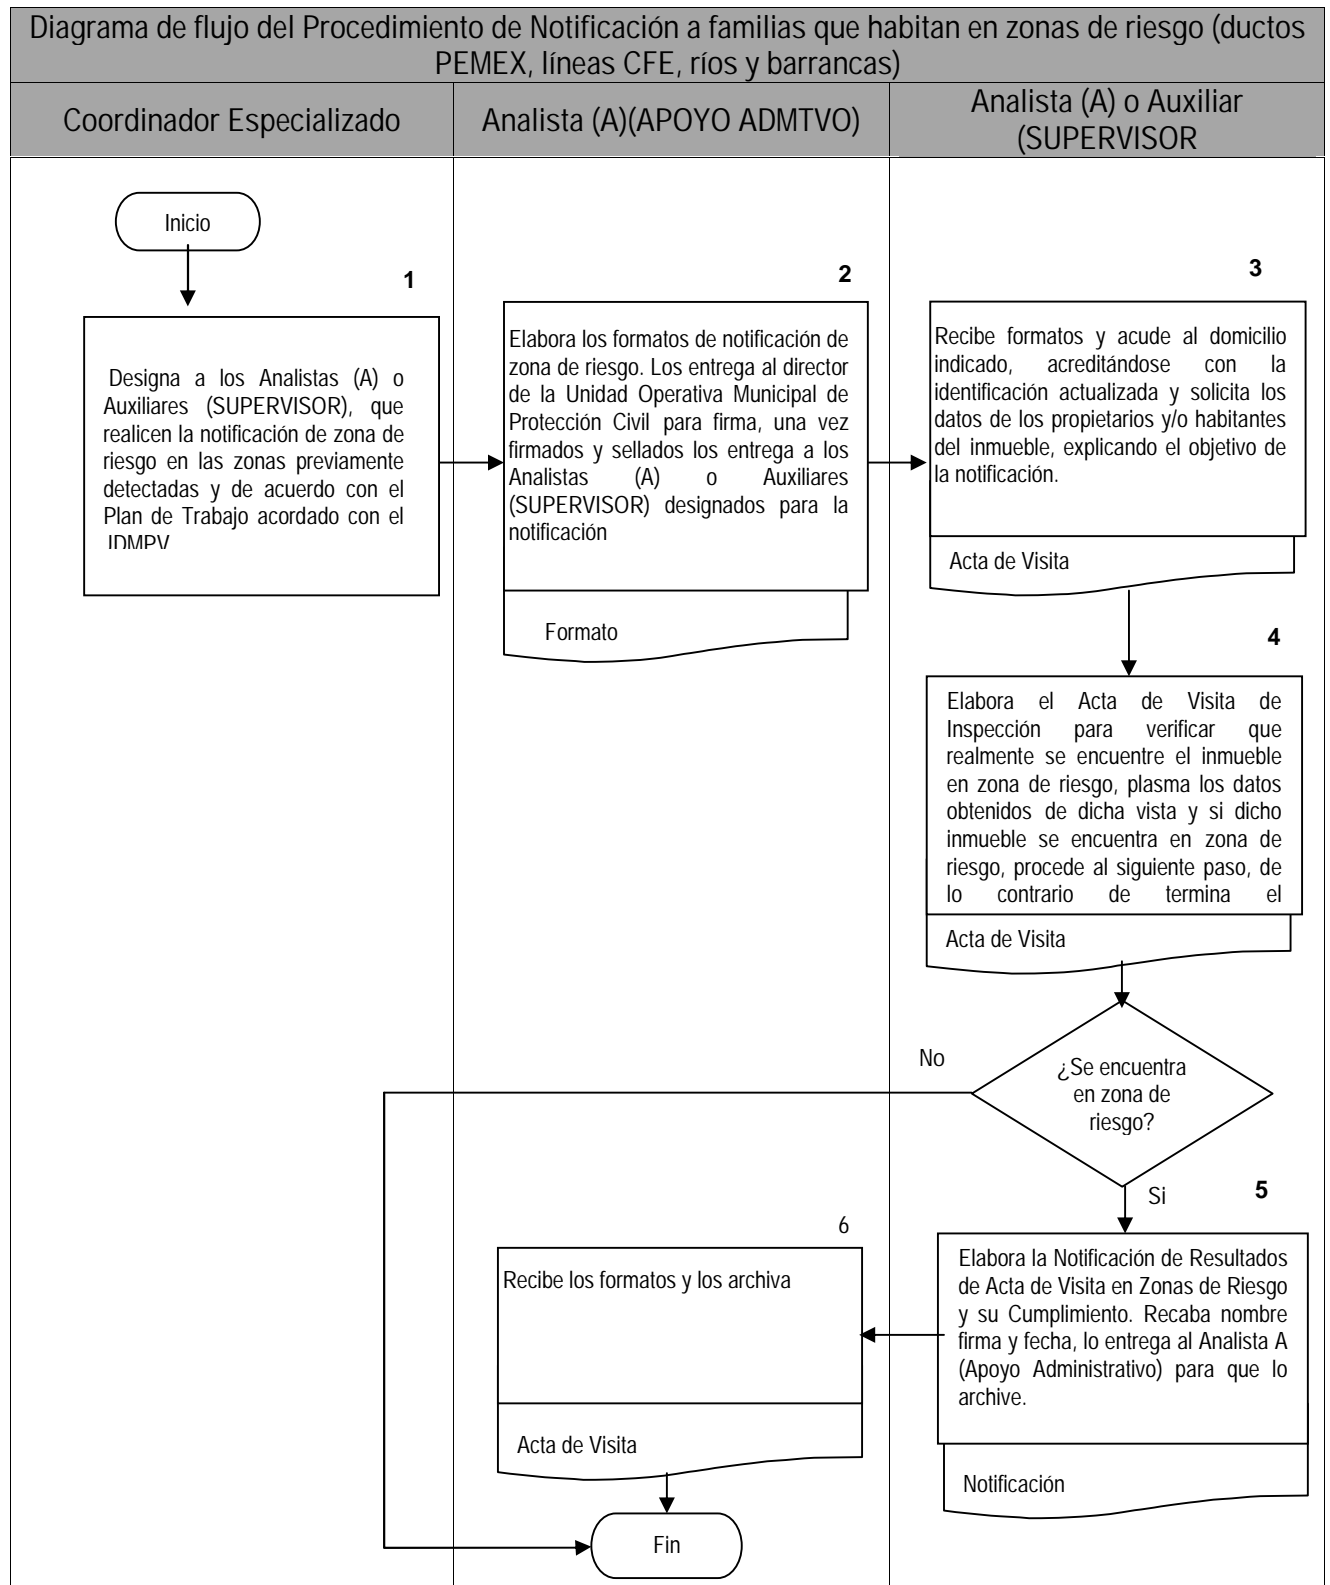 Diagrama de flujo del Procedimiento de Notificación a familias que habitan en zonas de riesgo (ductos
PEMEX, líneas CFE, ríos y barrancas)
Coordinador Especializado
Analista (A)(APOYO ADMTVO)
Analista (A) o Auxiliar
(SUPERVISOR
Inicio
1
Designa a los Analistas (A) o
Auxiliares (SUPERVISOR), que
realicen la notificación de zona de
riesgo en las zonas previamente
detectadas y de acuerdo con el
Plan de Trabajo acordado con el
JDMPV
2
Elabora los formatos de notificación de
zona de riesgo. Los entrega al director
de la Unidad Operativa Municipal de
Protección Civil para firma, una vez
firmados y sellados los entrega a los
Analistas (A) o Auxiliares
(SUPERVISOR) designados para la
notificación
Formato
3
Recibe formatos y acude al domicilio
indicado, acreditándose con la
identificación actualizada y solicita los
datos de los propietarios y/o habitantes
del inmueble, explicando el objetivo de
la notificación.
Acta de Visita
4
Elabora el Acta de Visita de
Inspección para verificar que
realmente se encuentre el inmueble
en zona de riesgo, plasma los datos
obtenidos de dicha vista y si dicho
inmueble se encuentra en zona de
riesgo, procede al siguiente paso, de
lo contrario de termina el
Acta de Visita
No
¿Se encuentra
en zona de
riesgo?
Si
5
Elabora la Notificación de Resultados
de Acta de Visita en Zonas de Riesgo
y su Cumplimiento. Recaba nombre
firma y fecha, lo entrega al Analista A
(Apoyo Administrativo) para que lo
archive.
Notificación
6
Recibe los formatos y los archiva
Acta de Visita
Fin